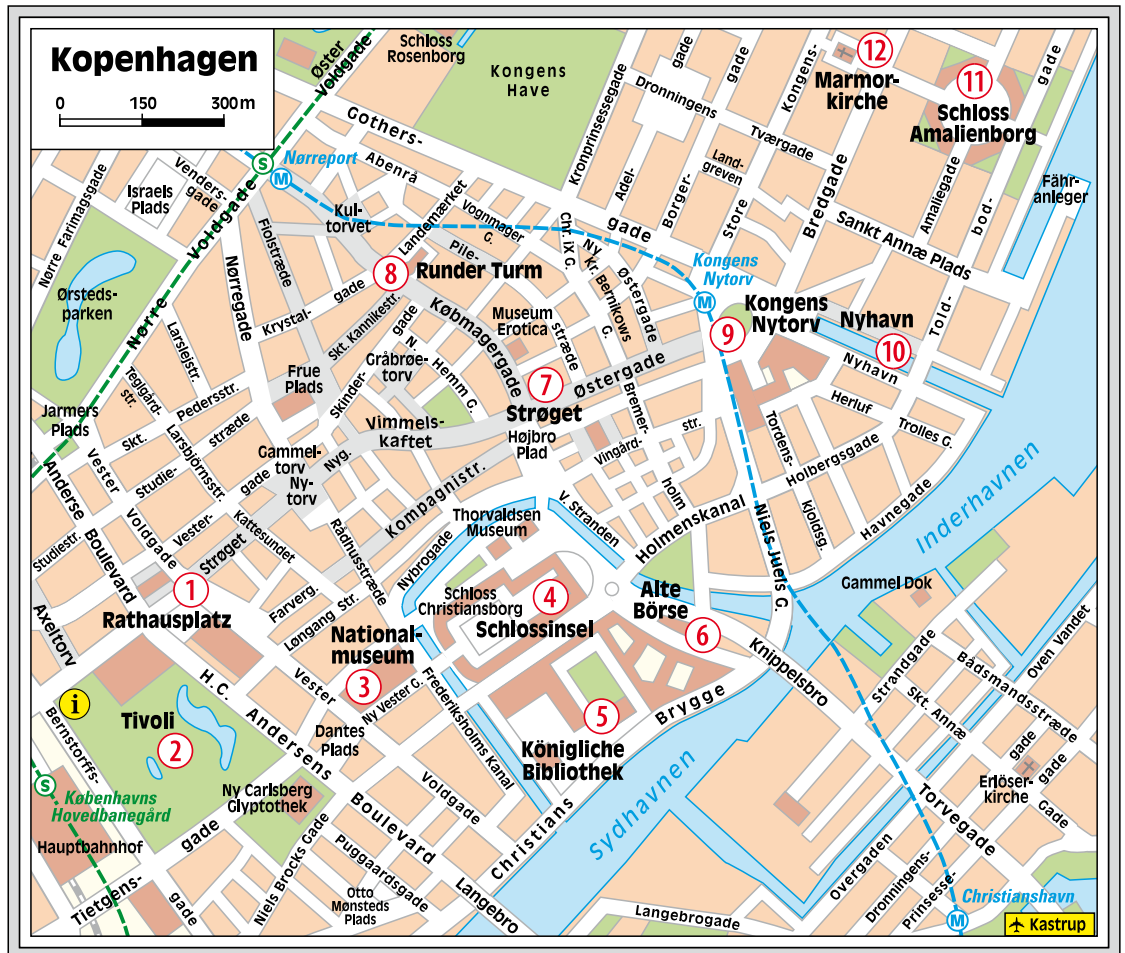 Kopenhagen
0 150 300 m
Øster
Voldgade
Schloss
Rosenborg
Kongens
Have
Gothers-
gade
Kronprinsessegade
Dronningens
Tværgade
Adel-
gade
Borger-
gade
Store
Kongens-
Land-
greven
12
Marmor-
kirche
11
Schloss
Amalienborg
gade
Bredgade
Amaliegade
Sankt Annæ Plads
Fähr-
anleger
Told-
bod-
Nørre Farimagsgade
Israels
Plads
Venders-
gade
S
Nørreport
M
Abenrå
Kul-
torvet
Landemærket
Vognmager
G.
Pile-
stræde
Chr. IX G.
Ny
Østergade
Kr. Bernikows
G.
Kongens
Nytorv
M
Ørsteds-
parken
Nørre
Voldgade
Fiolstræde
Nørregade
8
Runder Turm
Krystal-
gade
Skt. Kannikestr.
Købmagergade
Museum
Erotica
9
Kongens
Nytorv
Nyhavn
10
Nyhavn
Larslejstr.
Teglgård-
str.
Frue
Plads
Skinder-
gade
Gråbrøe-
torv
N.
Hemm G.
7
Strøget
Østergade
Jarmers
Plads
Skt.
Pedersstr.
Larsbjørnsstr.
Studie-
stræde
Vimmels-
kaftet
Højbro
Plad
Bremer-
holm
Vingård-
str.
Tordens-
kjoldsg.
Herluf
Trolles G.
Holbergsgade
Havnegade
Inderhavnen
Anderse
Boulevard
Vester
Voldgade
Gammel-
torv
Ny-
torv
Nyg.
Kompagnistr.
Studiestr.
Vester-
gade
Kattesundet
Strøget
Rådhusstræde
Nybrogade
Thorvaldsen
Museum
V. Stranden
Holmenskanal
Niels Juels G.
Gammel Dok
Axeltorv
1
Rathausplatz
Farverg.
Løngang Str.
Schloss
Christiansborg
4
Schlossinsel
Alte
Börse
6
Knippelsbro
National-
museum
3
Ny Vester G.
Frederiksholms Kanal
Strandgade
Bådsmandsstræde
Oven Vandet
Skt. Annæ
gade
i
Bernstorffs-
gade
Tivoli
2
H. C.
Andersens
Boulevard
Vester
Voldgade
Dantes
Plads
5
Königliche
Bibliothek
Brygge
Christians
Sydhavnen
Erlöser-
kirche
S
Københavns
Hovedbanegård
Hauptbahnhof
Ny Carlsberg
Glyptothek
Tietgens-
gade
Niels Brocks Gade
Puggaardsgade
Otto
Mønsteds
Plads
Langebro
Langebrogade
Overgaden
Dronningens-
gade
Prinsesse-
Gade
Torvegade
Christianshavn
M
Kastrup